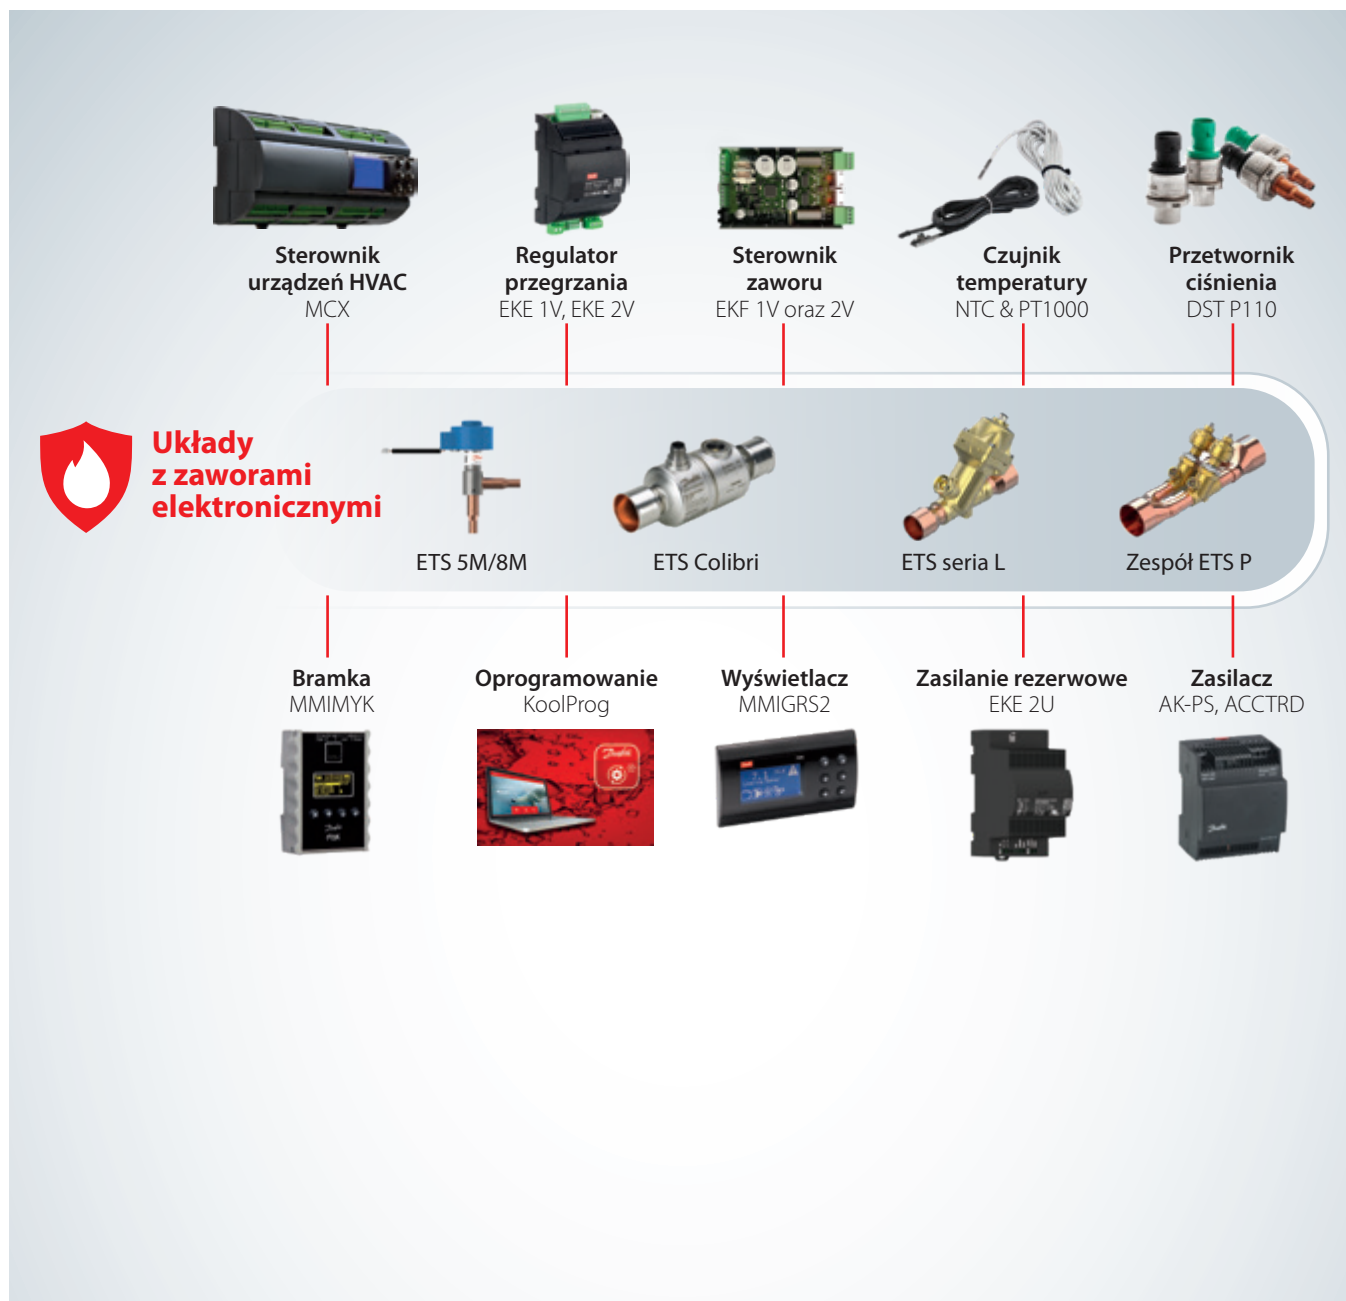 Sterownik
urządzeń HVAC
MCX
Regulator
przegrzania
EKE 1V, EKE 2V
Sterownik
zaworu
EKF 1V oraz 2V
Czujnik
temperatury
NTC & PT1000
Przetwornik
ciśnienia
DST P110
Układy
z zaworami
elektronicznymi
ETS 5M/8M
ETS Colibri
ETS seria L
Zespół ETS P
Bramka
MMIMYK
Oprogramowanie
KoolProg
Wyświetlacz
MMIGRS2
Zasilanie rezerwowe
EKE 2U
Zasilacz
AK-PS, ACCTRD